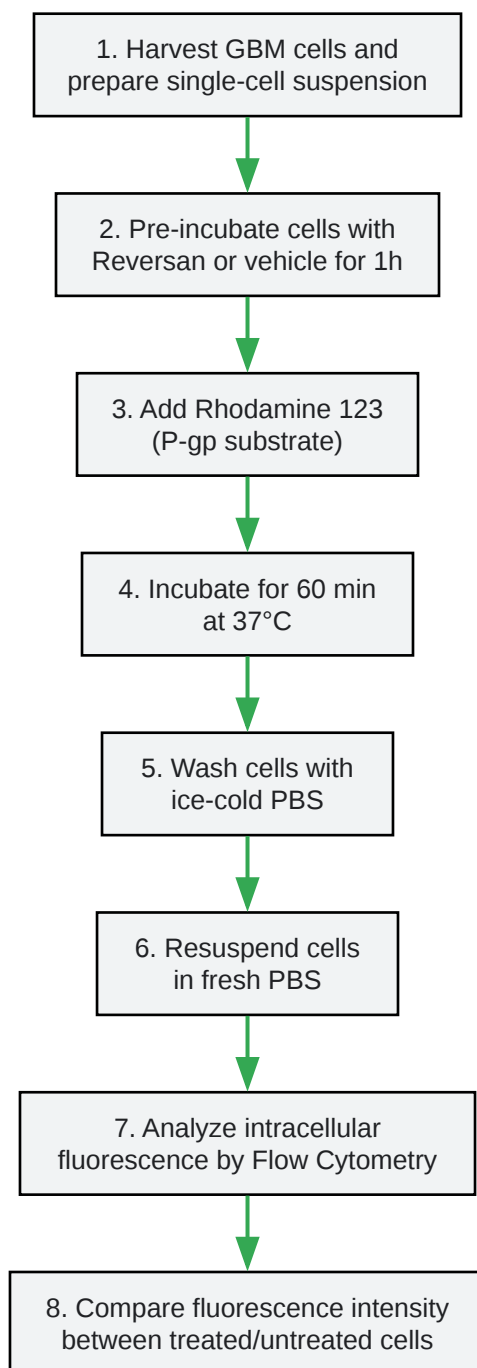 1. Harvest GBM cells and
prepare single-cell suspension
2. Pre-incubate cells with
Reversan or vehicle for 1h
3. Add Rhodamine 123
(P-gp substrate)
4. Incubate for 60 min
at 37°C
5. Wash cells with
ice-cold PBS
6. Resuspend cells
in fresh PBS
7. Analyze intracellular
fluorescence by Flow Cytometry
8. Compare fluorescence intensity
between treated/untreated cells